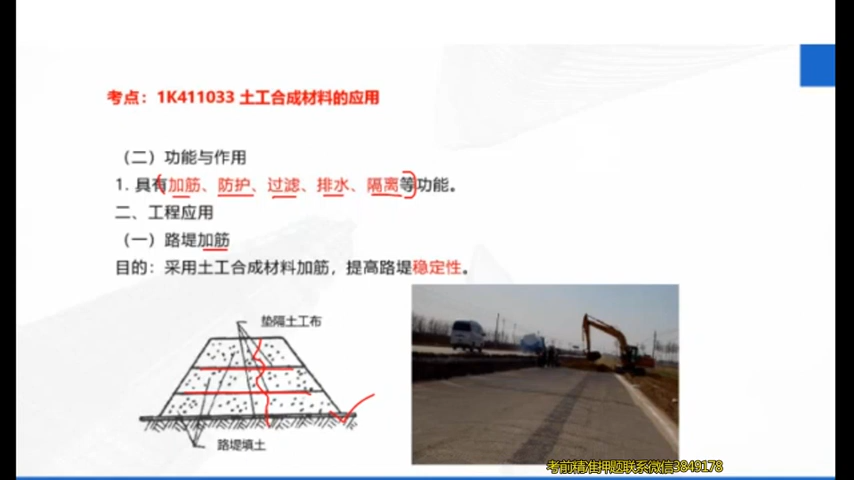 考点：1K411033 土工合成材料的应用
（二）功能与作用
1. 具有加筋、防护、过滤、排水、隔离等功能。
二、工程应用
（一）路堤加筋
目的：采用土工合成材料加筋，提高路堤稳定性。
垫隔土工布
路堤填土
考前精准押题联系微信3849178